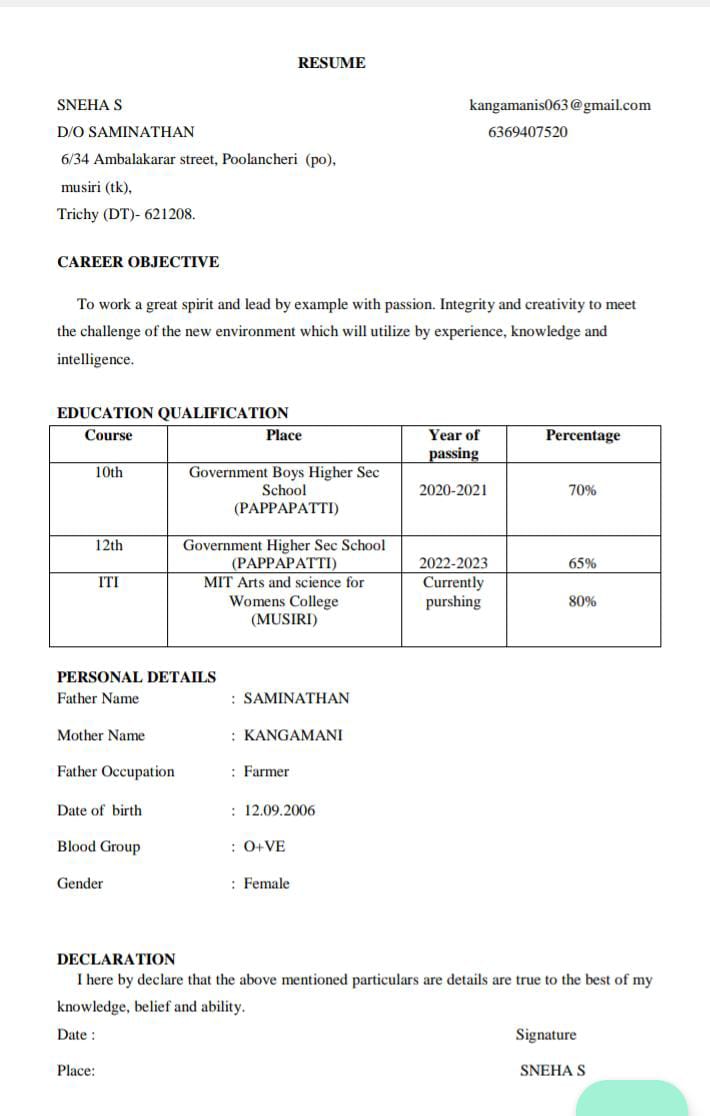 RESUME
SNEHA S kangamanis063@gmail.com
D/O SAMINATHAN 6369407520
6/34 Ambalakarar street, Poolancheri (po),
musiri (tk),
Trichy (DT)- 621208.
CAREER OBJECTIVE
To work a great spirit and lead by example with passion. Integrity and creativity to meet
the challenge of the new environment which will utilize by experience, knowledge and
intelligence.
EDUCATION QUALIFICATION
Course Place Year of Percentage
passing
10th Government Boys Higher Sec
School 2020-2021 70%
(PAPPAPATTI)
12th Government Higher Sec School
(PAPPAPATTI) 2022-2023 65%
ITI MIT Arts and science for Currently
Womens College purshing 80%
(MUSIRI)
PERSONAL DETAILS
Father Name : SAMINATHAN
Mother Name : KANGAMANI
Father Occupation : Farmer
Date of birth : 12.09.2006
Blood Group : O+VE
Gender : Female
DECLARATION
I here by declare that the above mentioned particulars are details are true to the best of my
knowledge, belief and ability.
Date : Signature
Place: SNEHA S